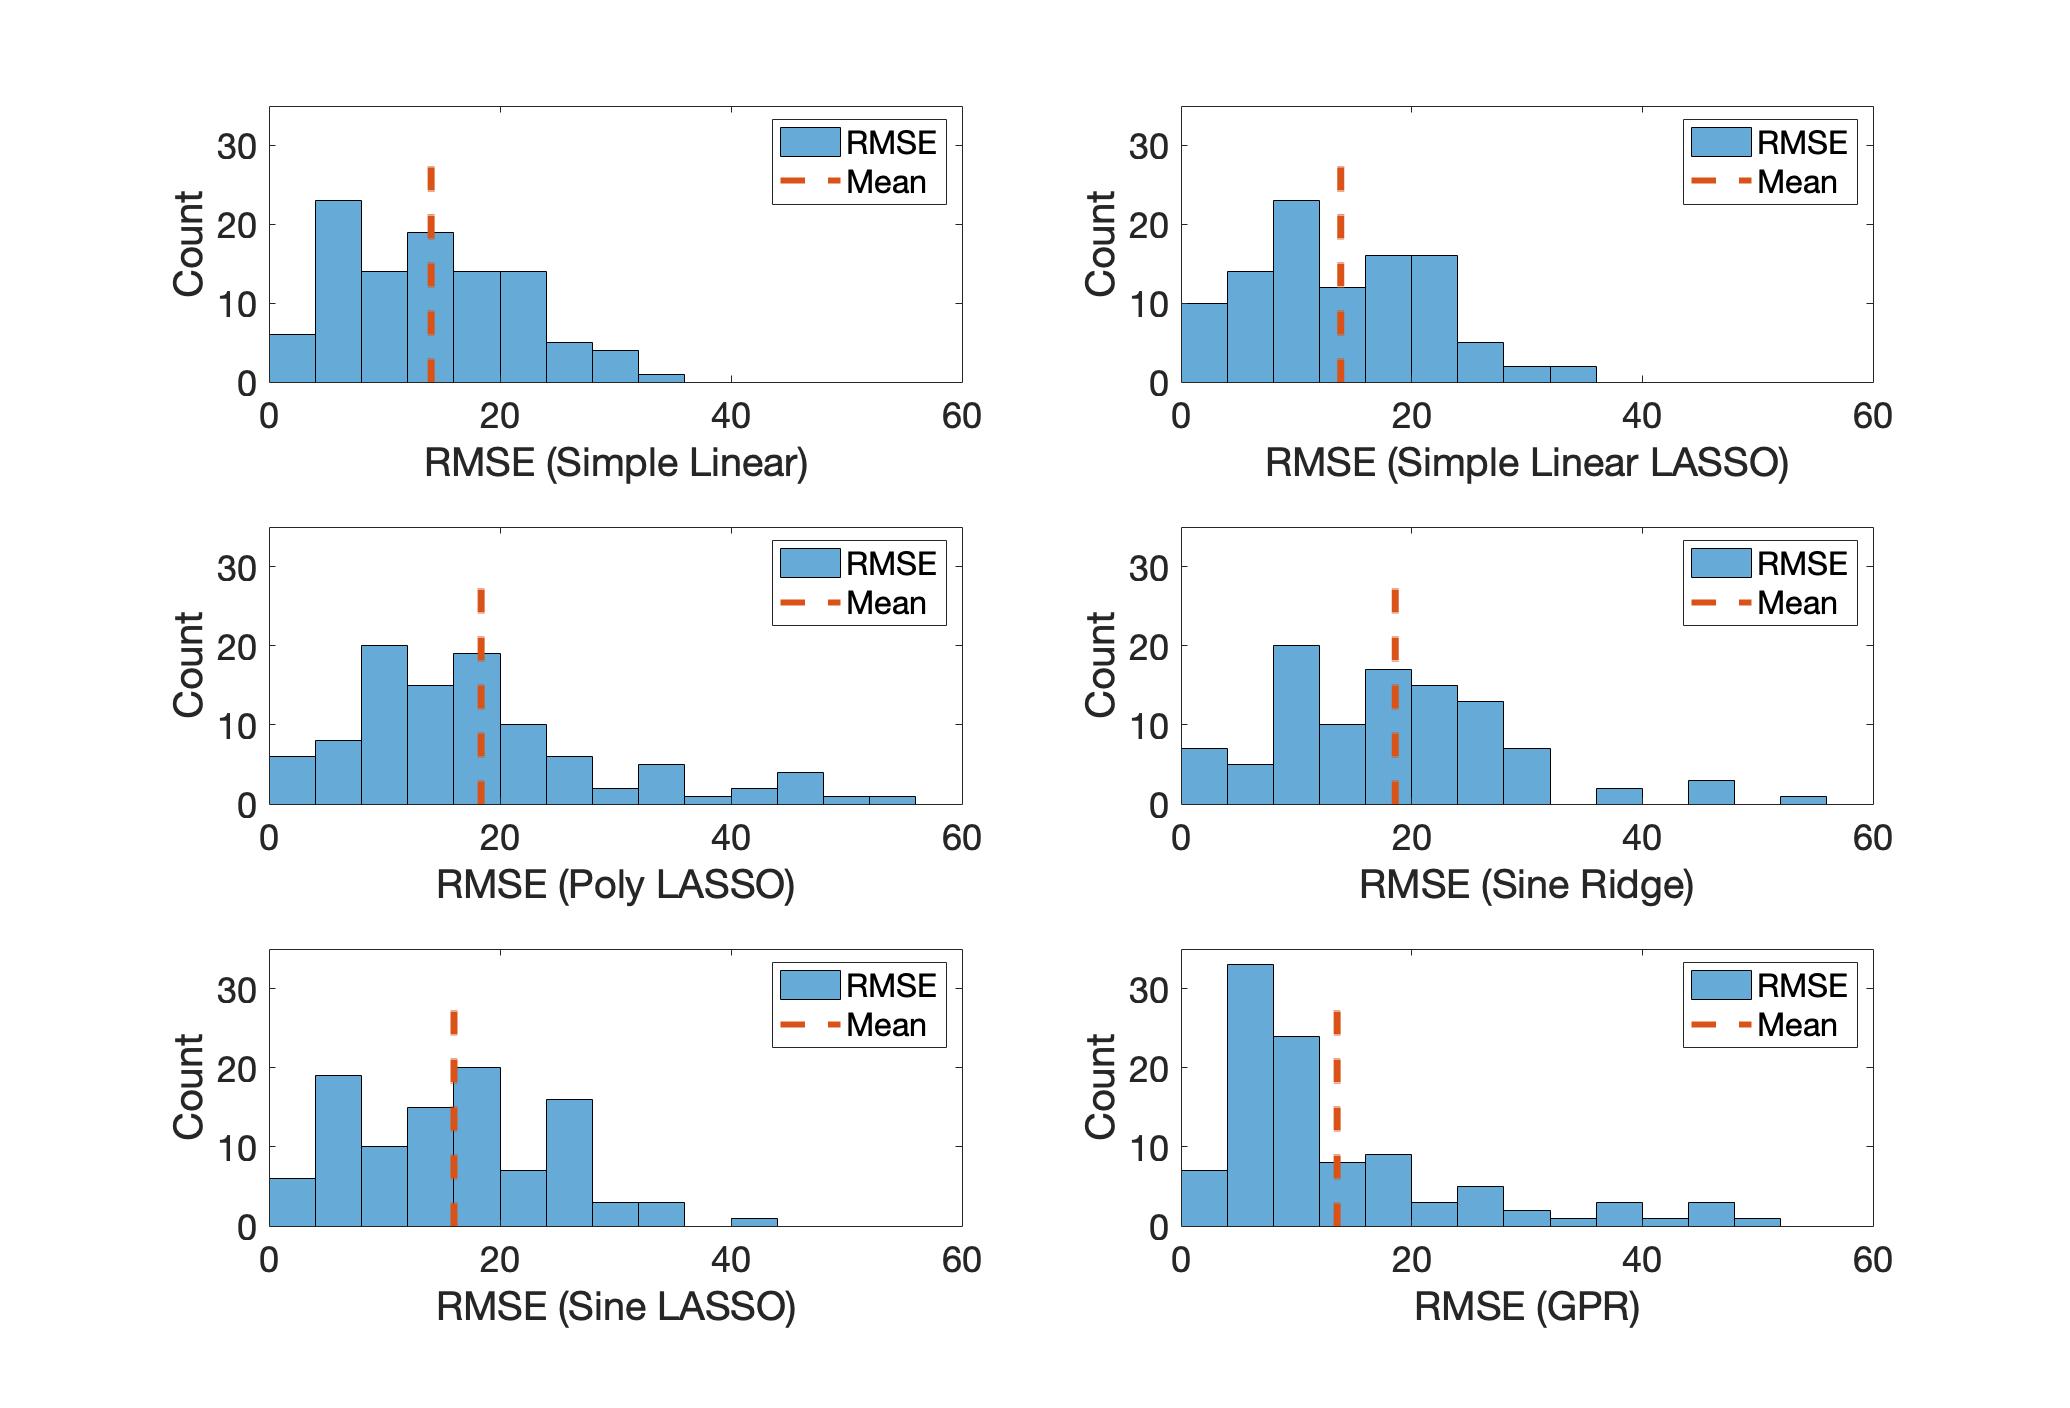 30
20
10
0
Count
0 20 40 60
RMSE (Simple Linear)
RMSE
Mean
30
20
10
0
Count
0 20 40 60
RMSE (Simple Linear LASSO)
RMSE
Mean
30
20
10
0
Count
0 20 40 60
RMSE (Poly LASSO)
RMSE
Mean
30
20
10
0
Count
0 20 40 60
RMSE (Sine Ridge)
RMSE
Mean
30
20
10
0
Count
0 20 40 60
RMSE (Sine LASSO)
RMSE
Mean
30
20
10
0
Count
0 20 40 60
RMSE (GPR)
RMSE
Mean